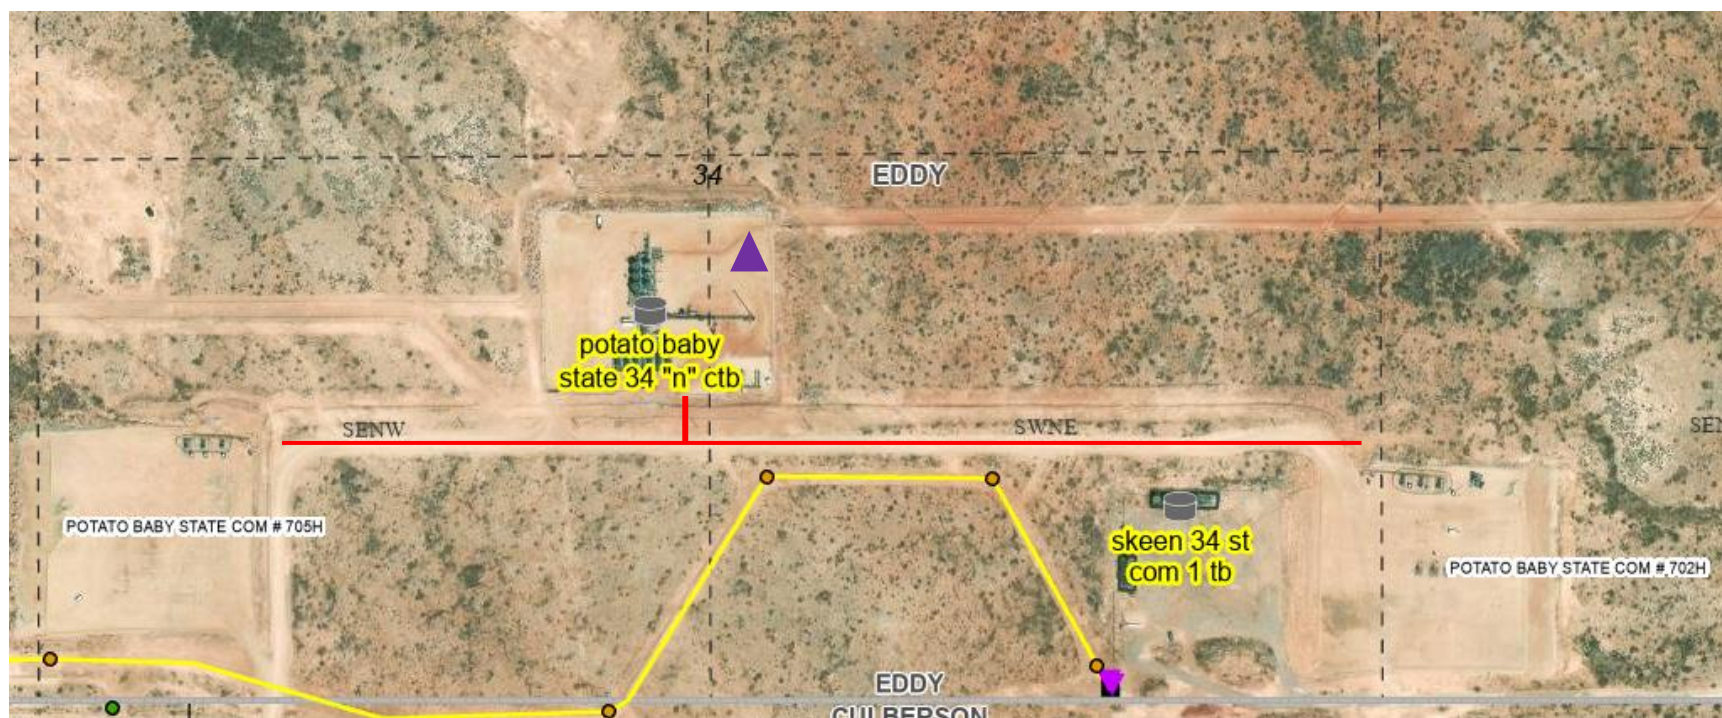 34
EDDY
potato baby
state 34 "n" ctb
SENW
SWNE
SEN
POTATO BABY STATE COM # 705H
skeen 34 st
com 1 tb
POTATO BABY STATE COM # 702H
EDDY
CULBERSON